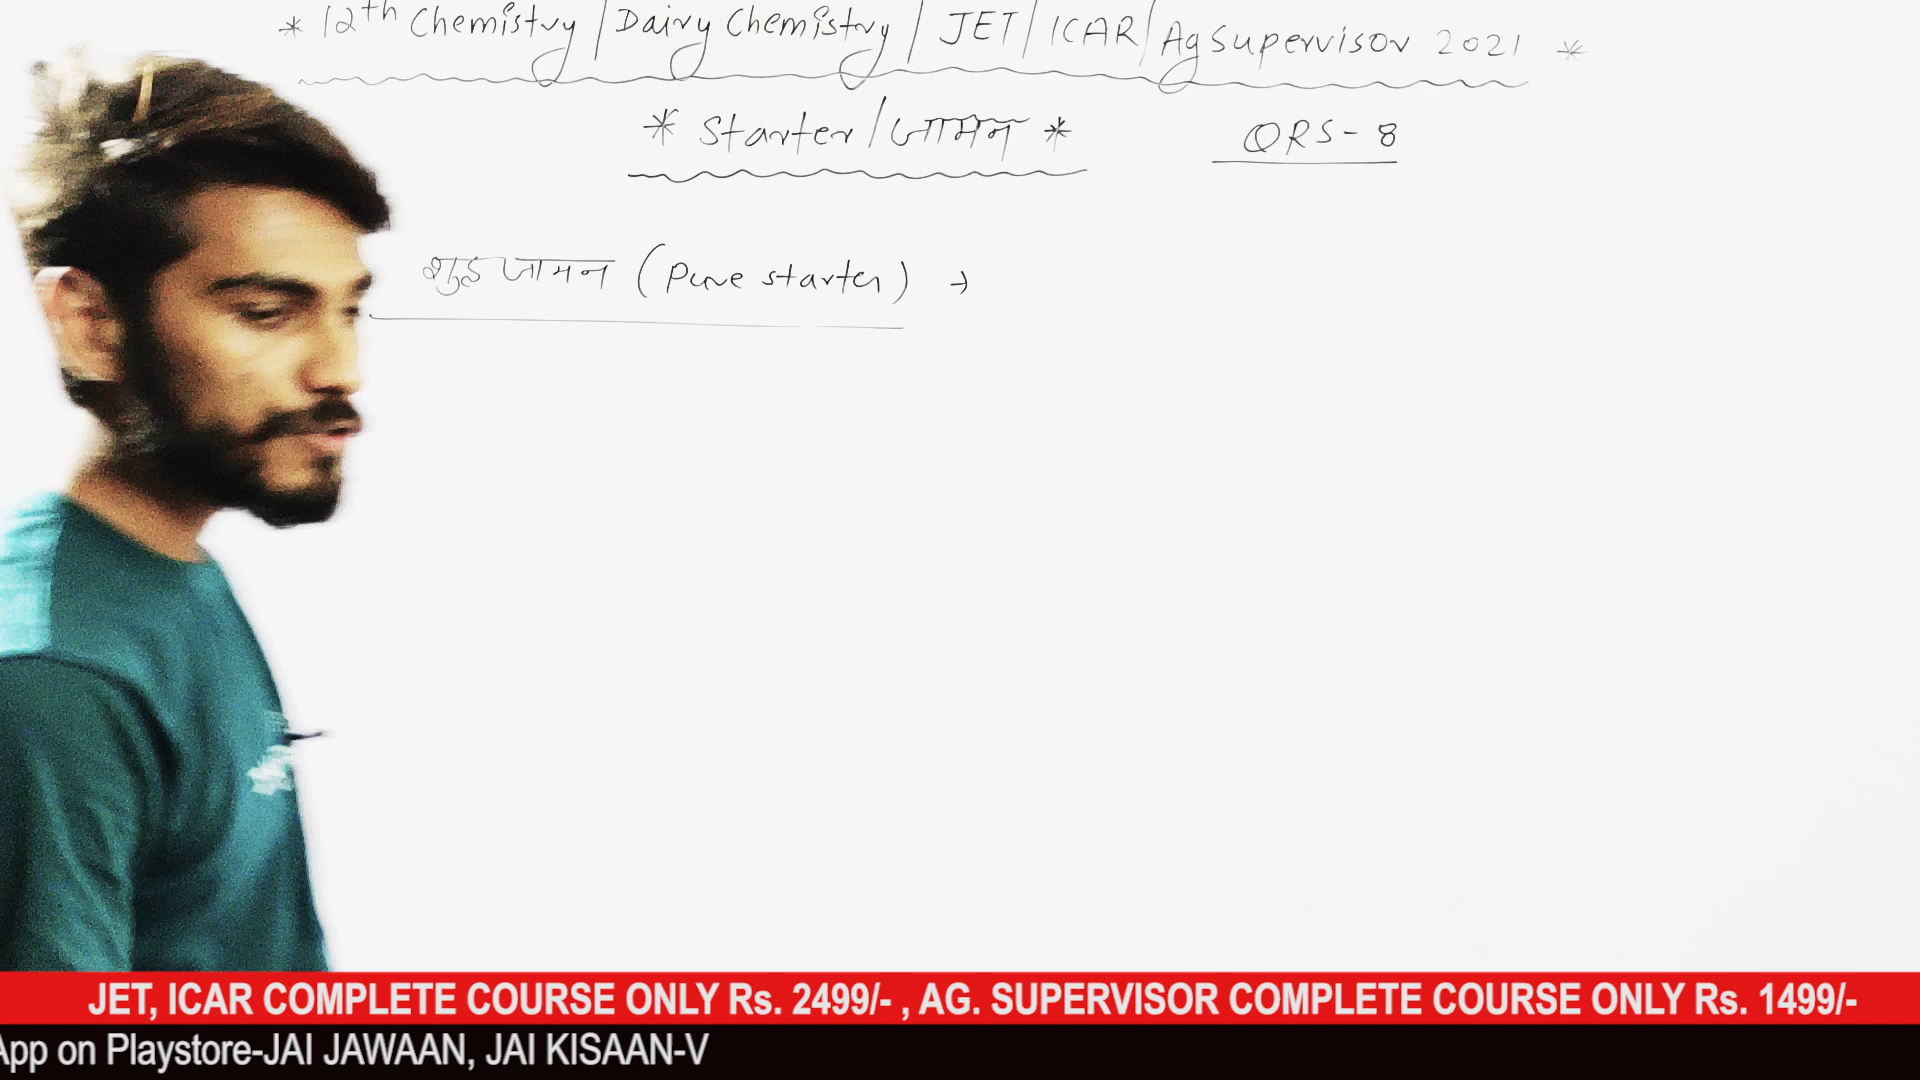 * 12th Chemistry / Dairy Chemistry / JET / ICAR / Ag Supervisor 2021 *
* Starter / जामन * QRS - 8
शुद्ध जामन (Pure starter) →
JET, ICAR COMPLETE COURSE ONLY Rs. 2499/- , AG. SUPERVISOR COMPLETE COURSE ONLY Rs. 1499/-
App on Playstore-JAI JAWAAN, JAI KISAAN-V